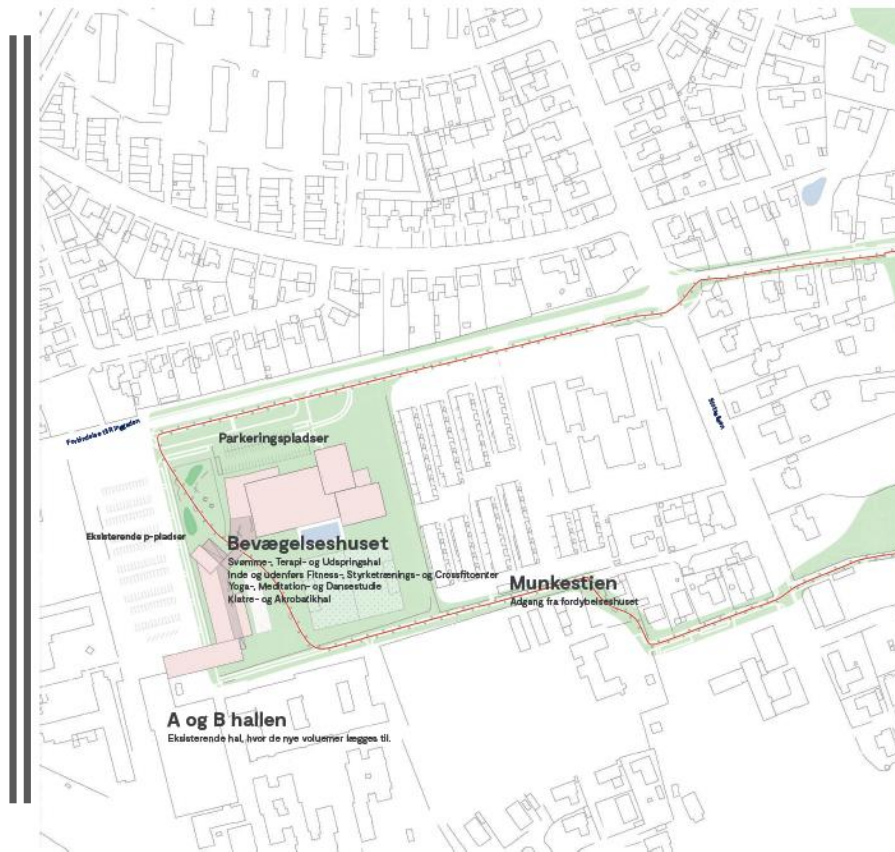 Parkeringspladser
Eksisterende p-pladser
Bevægelseshuset
Svømme-, Terapi- og Udspringshal
Inde og udenførs Fitness-, Styrketrænings- og Crossfitcenter
Yoga-, Meditation- og Dansestudie
Klatre- og Akrobatikhal
Munkestien
Adgang fra fordybelseshuset
A og B hallen
Eksisterende hal, hvor de nye volumer lægges til.